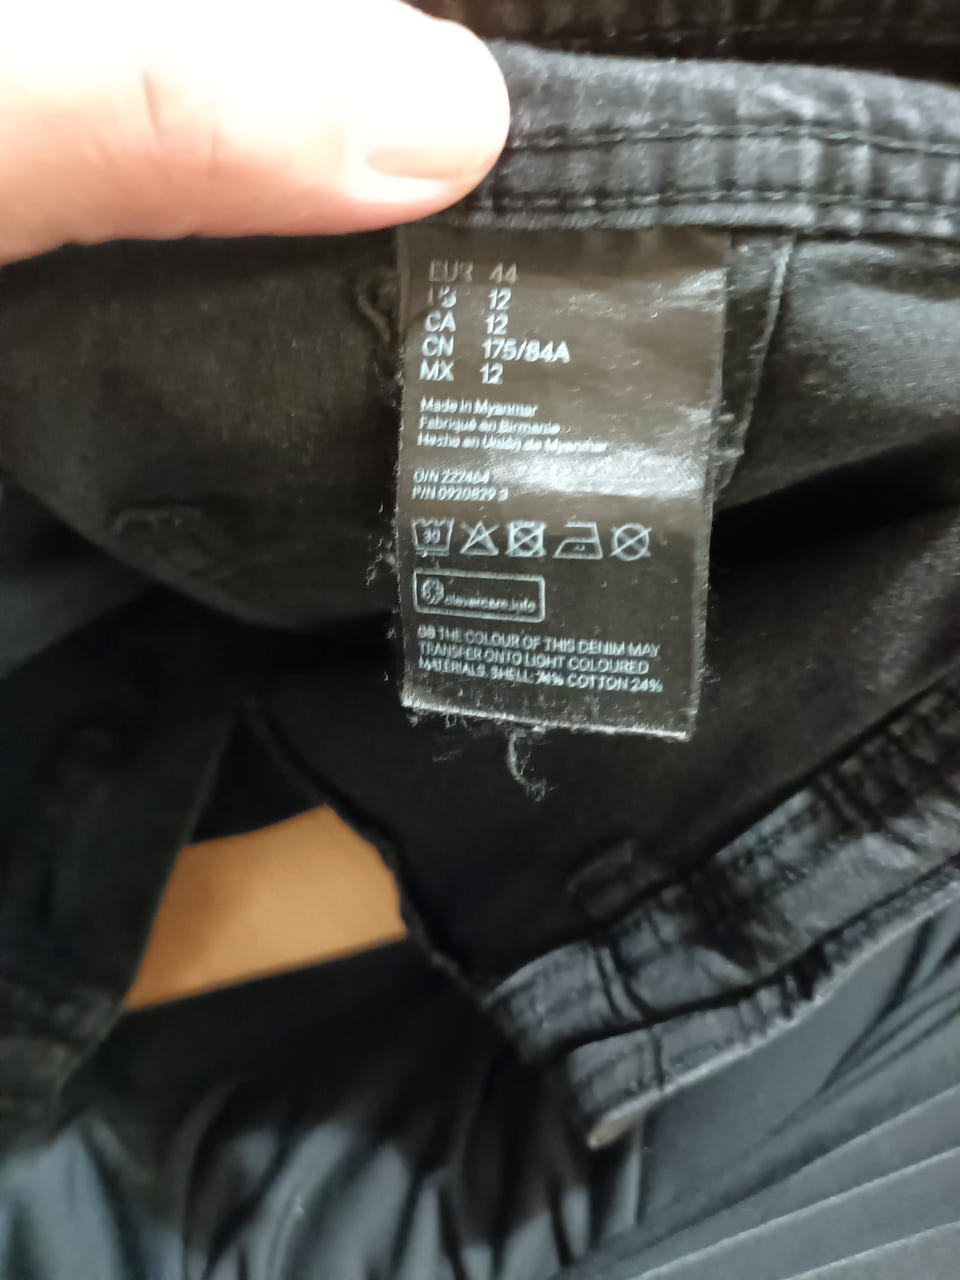 EUR 44
US 12
CA 12
CN 175/84A
MX 12
Made in Myanmar
Fabriqué en Birmanie
Hecho en Unión de Myanmar
O/N 222464
P/N 0920829
30
clevercare.info
GB THE COLOUR OF THIS DENIM MAY
TRANSFER ONTO LIGHT COLOURED
MATERIALS. SHELL: COTTON 24%